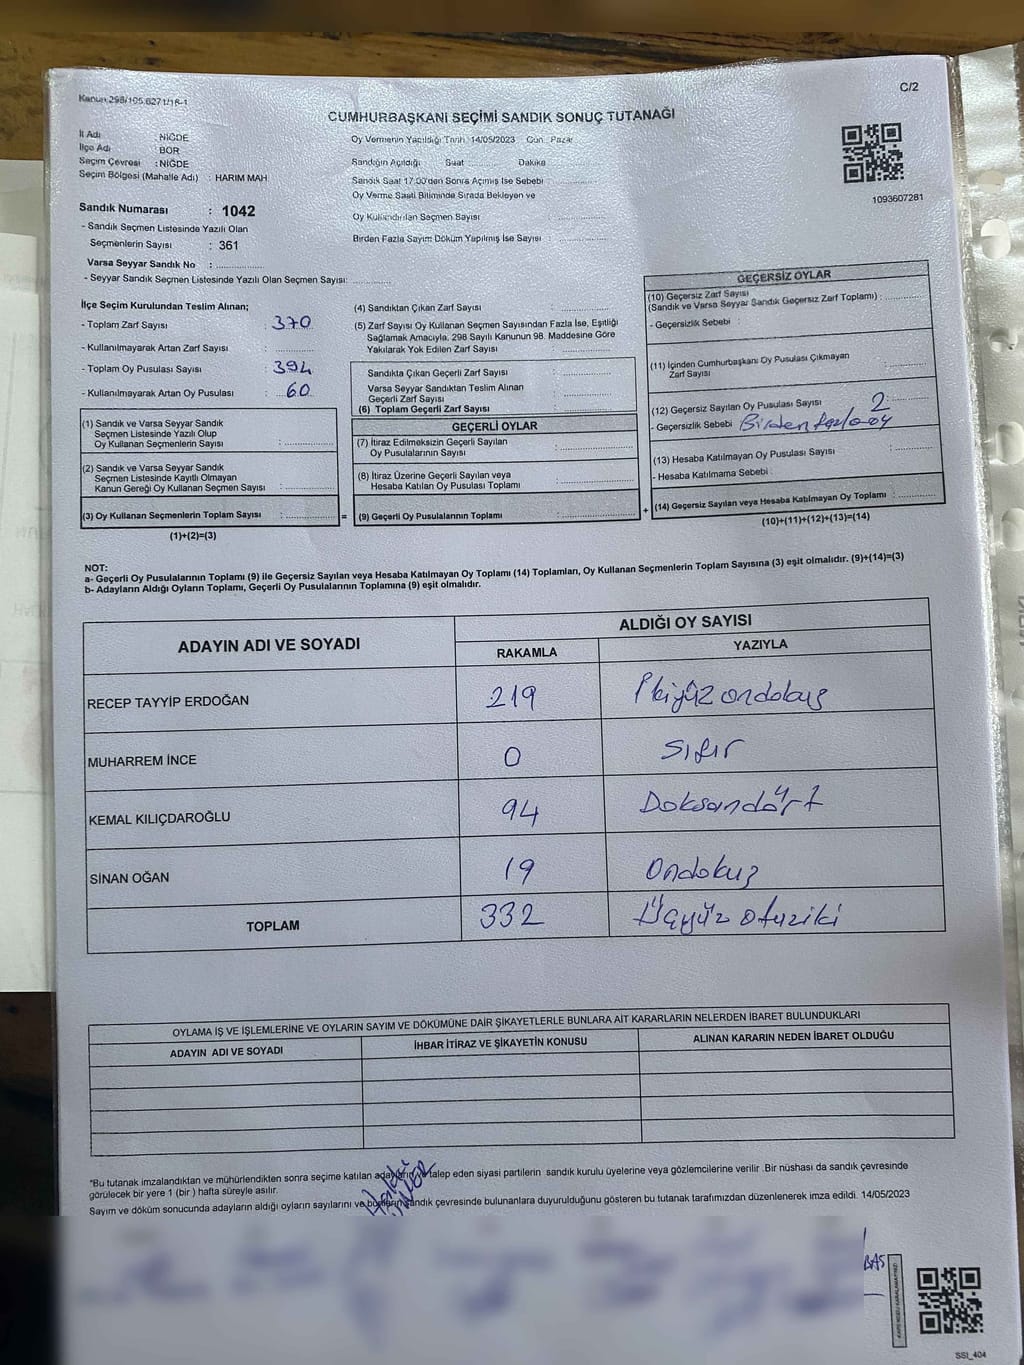 Kanun 298/105,6271/18-1
C/2
CUMHURBAŞKANI SEÇİMİ SANDIK SONUÇ TUTANAĞI
İl Adı : NİĞDE
İlçe Adı : BOR
Seçim Çevresi : NİĞDE
Seçim Bölgesi (Mahalle Adı) : HARIM MAH
Sandık Numarası : 1042
- Sandık Seçmen Listesinde Yazılı Olan
Seçmenlerin Sayısı : 361
Varsa Seyyar Sandık No : ................
- Seyyar Sandık Seçmen Listesinde Yazılı Olan Seçmen Sayısı: ............
Oy Vermenin Yapıldığı Tarih 14/05/2023 Gün Pazar
Sandığın Açıldığı Saat .......... Dakika ..........
Sandık Saat 17:00'den Sonra Açımış İse Sebebi ..........
Oy Verme Saati Bitiminde Sırada Bekleyen ve
Oy Kullandırılan Seçmen Sayısı : ............
Birden Fazla Sayım Döküm Yapılmış İse Sayısı : ............
1093607281
İlçe Seçim Kurulundan Teslim Alınan;
- Toplam Zarf Sayısı : 370
- Kullanılmayarak Artan Zarf Sayısı : ............
- Toplam Oy Pusulası Sayısı : 394
- Kullanılmayarak Artan Oy Pusulası : 60
(1) Sandık ve Varsa Seyyar Sandık
Seçmen Listesinde Yazılı Olup
Oy Kullanan Seçmenlerin Sayısı : ............
(2) Sandık ve Varsa Seyyar Sandık
Seçmen Listesinde Kayıtlı Olmayan
Kanun Gereği Oy Kullanan Seçmen Sayısı : ............
(3) Oy Kullanan Seçmenlerin Toplam Sayısı : ............
(1)+(2)=(3)
(4) Sandıktan Çıkan Zarf Sayısı ............
(5) Zarf Sayısı Oy Kullanan Seçmen Sayısından Fazla İse, Eşitliği
Sağlamak Amacıyla, 298 Sayılı Kanunun 98. Maddesine Göre
Yakılarak Yok Edilen Zarf Sayısı : ............
Sandıkta Çıkan Geçerli Zarf Sayısı : ............
Varsa Seyyar Sandıktan Teslim Alınan
Geçerli Zarf Sayısı : ............
(6) Toplam Geçerli Zarf Sayısı : ............
GEÇERLİ OYLAR
(7) İtiraz Edilmeksizin Geçerli Sayılan
Oy Pusulalarının Sayısı : ............
(8) İtiraz Üzerine Geçerli Sayılan veya
Hesaba Katılan Oy Pusulası Toplamı : ............
= (9) Geçerli Oy Pusulalarının Toplamı : ............
GEÇERSİZ OYLAR
(10) Geçersiz Zarf Sayısı
(Sandık ve Varsa Seyyar Sandık Geçersiz Zarf Toplamı) : ............
- Geçersizlik Sebebi :
(11) İçinden Cumhurbaşkanı Oy Pusulası Çıkmayan
Zarf Sayısı : ............
(12) Geçersiz Sayılan Oy Pusulası Sayısı : 2
- Geçersizlik Sebebi Birden fazla oy
(13) Hesaba Katılmayan Oy Pusulası Sayısı : ............
- Hesaba Katılmama Sebebi
+ (14) Geçersiz Sayılan veya Hesaba Katılmayan Oy Toplamı : ............
(10)+(11)+(12)+(13)=(14)
NOT:
a- Geçerli Oy Pusulalarının Toplamı (9) ile Geçersiz Sayılan veya Hesaba Katılmayan Oy Toplamı (14) Toplamları, Oy Kullanan Seçmenlerin Toplam Sayısına (3) eşit olmalıdır. (9)+(14)=(3)
b- Adayların Aldığı Oyların Toplamı, Geçerli Oy Pusulalarının Toplamına (9) eşit olmalıdır.
ADAYIN ADI VE SOYADI
ALDIĞI OY SAYISI
RAKAMLA YAZIYLA
RECEP TAYYİP ERDOĞAN 219 İkiyüzondokuz
MUHARREM İNCE 0 sıfır
KEMAL KILIÇDAROĞLU 94 Doksandört
SİNAN OĞAN 19 Ondokuz
TOPLAM 332 Üçyüz otuziki
OYLAMA İŞ VE İŞLEMLERİNE VE OYLARIN SAYIM VE DÖKÜMÜNE DAİR ŞİKAYETLERLE BUNLARA AİT KARARLARIN NELERDEN İBARET BULUNDUKLARI
ADAYIN ADI VE SOYADI İHBAR İTİRAZ VE ŞİKAYETİN KONUSU ALINAN KARARIN NEDEN İBARET OLDUĞU
"Bu tutanak imzalandıktan ve mühürlendikten sonra seçime katılan adayların ve talep eden siyasi partilerin sandık kurulu üyelerine veya gözlemcilerine verilir. Bir nüshası da sandık çevresinde
görülecek bir yere 1 (bir ) hafta süreyle asılır.
Sayım ve döküm sonucunda adayların aldığı oyların sayılarını ve bunların sandık çevresinde bulunanlara duyurulduğunu gösteren bu tutanak tarafımızdan düzenlenerek imza edildi. 14/05/2023
BAŞ
SSİ_404